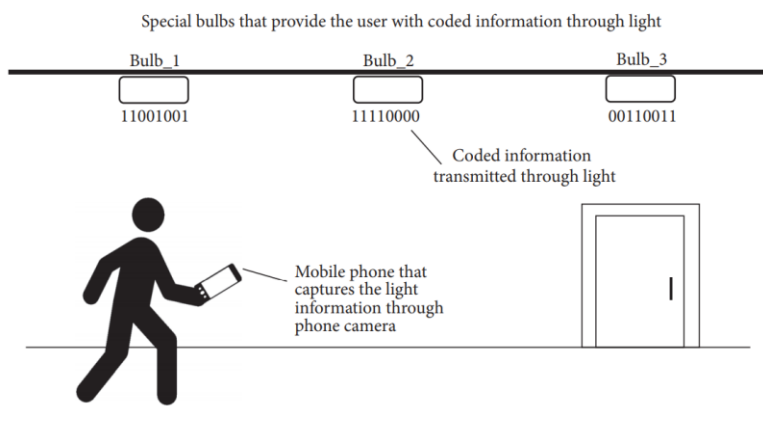 Special bulbs that provide the user with coded information through light
Bulb_1
Bulb_2
Bulb_3
11001001
11110000
00110011
Coded information
transmitted through light
Mobile phone that
captures the light
information through
phone camera